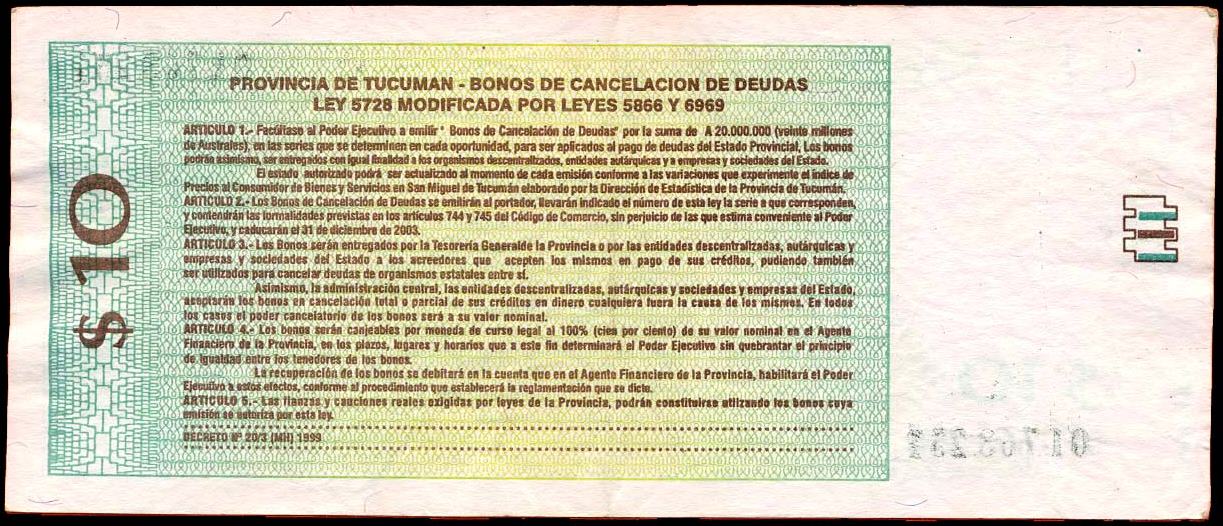 PROVINCIA DE TUCUMAN - BONOS DE CANCELACION DE DEUDAS
LEY 5728 MODIFICADA POR LEYES 5866 Y 6969
ARTICULO 1.- Facúltase al Poder Ejecutivo a emitir " Bonos de Cancelación de Deudas" por la suma de A 20.000.000 (veinte millones
de Australes), en las series que se determinen en cada oportunidad, para ser aplicados al pago de deudas del Estado Provincial. Los bonos
podrán asimismo, ser entregados con igual finalidad a los organismos descentralizados, entidades autárquicas y a empresas y sociedades del Estado.
El estado autorizado podrá ser actualizado al momento de cada emisión conforme a las variaciones que experimente el índice de
Precios al Consumidor de Bienes y Servicios en San Miguel de Tucumán elaborado por la Dirección de Estadística de la Provincia de Tucumán.
ARTICULO 2.- Los Bonos de Cancelación de Deudas se emitirán al portador, llevarán indicado el número de esta ley la serie a que corresponden,
y contendrán las formalidades previstas en los artículos 744 y 745 del Código de Comercio, sin perjuicio de las que estima conveniente al Poder
Ejecutivo, y caducarán el 31 de diciembre de 2003.
ARTICULO 3.- Los Bonos serán entregados por la Tesorería Generalde la Provincia o por las entidades descentralizadas, autárquicas y
empresas y sociedades del Estado a los acreedores que acepten los mismos en pago de sus créditos, pudiendo también
ser utilizados para cancelar deudas de organismos estatales entre sí.
Asimismo, la administración central, las entidades descentralizadas, autárquicas y sociedades y empresas del Estado,
aceptarán los bonos en cancelación total o parcial de sus créditos en dinero cualquiera fuera la causa de los mismos. En todos
los casos el poder cancelatorio de los bonos será a su valor nominal.
ARTICULO 4.- Los bonos serán canjeables por moneda de curso legal al 100% (cien por ciento) de su valor nominal en el Agente
Financiero de la Provincia, en los plazos, lugares y horarios que a este fin determinará el Poder Ejecutivo sin quebrantar el principio
de igualdad entre los tenedores de los bonos.
La recuperación de los bonos se debitará en la cuenta que en el Agente Financiero de la Provincia, habilitará el Poder
Ejecutivo a estos efectos, conforme al procedimiento que establecerá la reglamentación que se dicte.
ARTICULO 5.- Las fianzas y cauciones reales exigidas por leyes de la Provincia, podrán constituirse utilizando los bonos cuya
emisión se autoriza por esta ley.
DECRETO Nº 20/3 (MH) 1999
$ 10